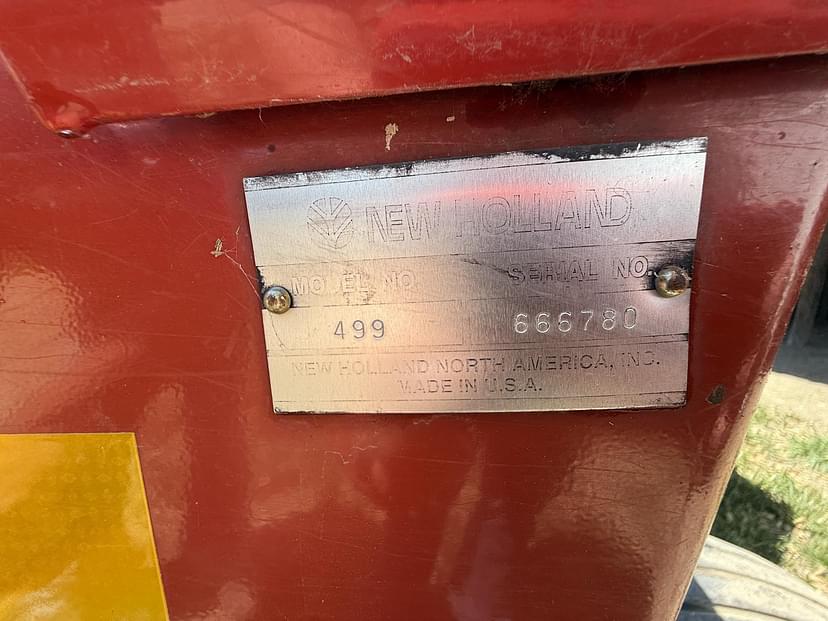 NEW HOLLAND
MODEL NO. SERIAL NO.
499 666780
NEW HOLLAND NORTH AMERICA, INC.
MADE IN U.S.A.